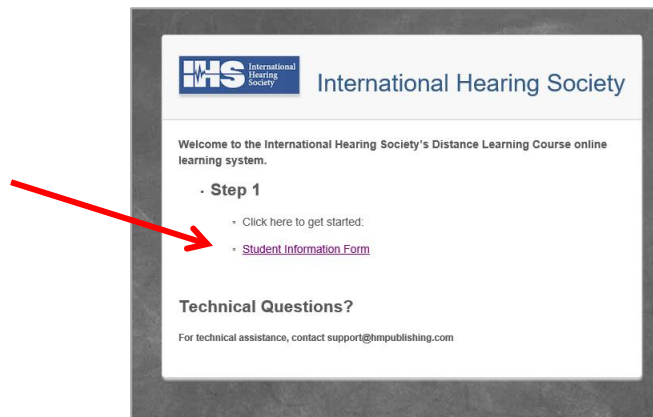 IHS International
Hearing
Society
International Hearing Society
Welcome to the International Hearing Society's Distance Learning Course online
learning system.
· Step 1
◦ Click here to get started:
◦ Student Information Form
Technical Questions?
For technical assistance, contact support@hmpublishing.com